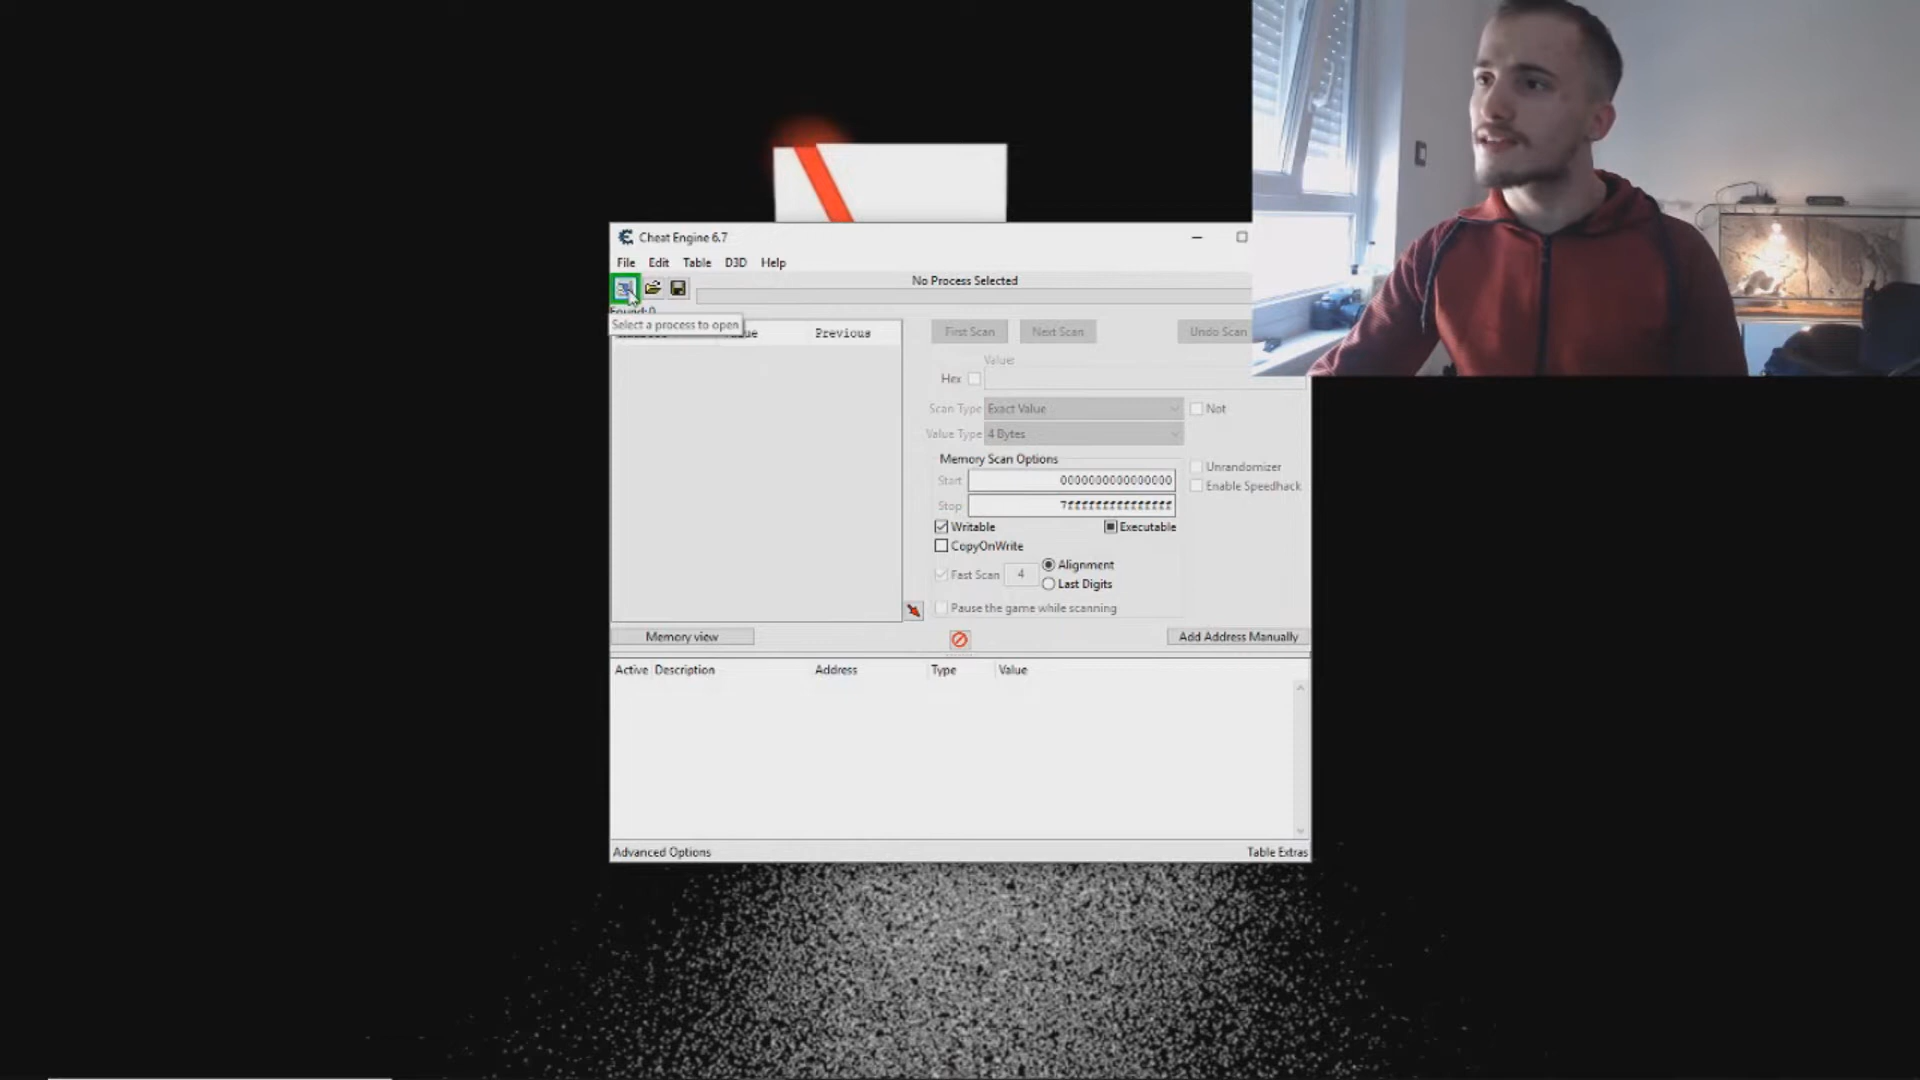 Cheat Engine 6.7
File Edit Table D3D Help
No Process Selected
Found: 0
Select a process to open
Previous
First Scan Next Scan Undo Scan
Value:
Hex
Scan Type Exact Value Not
Value Type 4 Bytes
Memory Scan Options
Unrandomizer
Start 0000000000000000
Enable Speedhack
Stop 7fffffffffffffff
Writable Executable
CopyOnWrite
Fast Scan 4 Alignment
Last Digits
Pause the game while scanning
Memory view Add Address Manually
Active Description Address Type Value
Advanced Options Table Extras